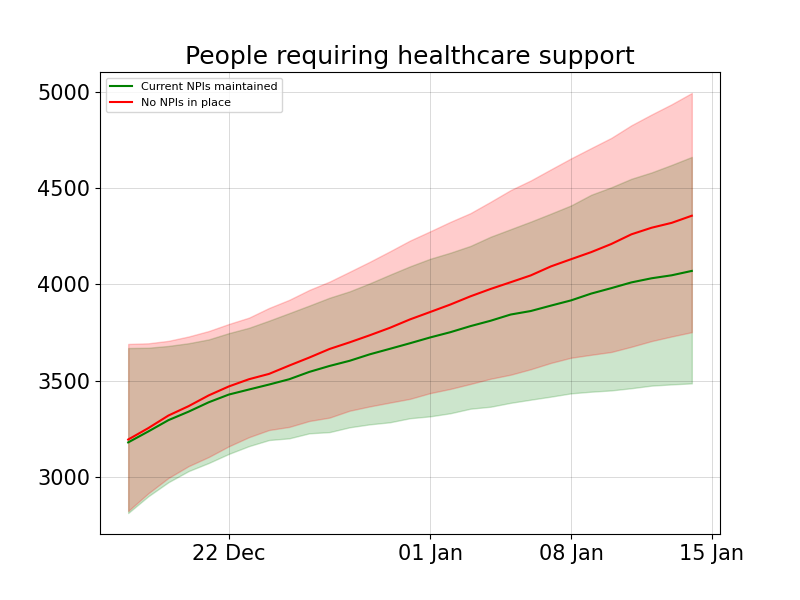 People requiring healthcare support
Current NPIs maintained
No NPIs in place
5000
4500
4000
3500
3000
22 Dec
01 Jan
08 Jan
15 Jan